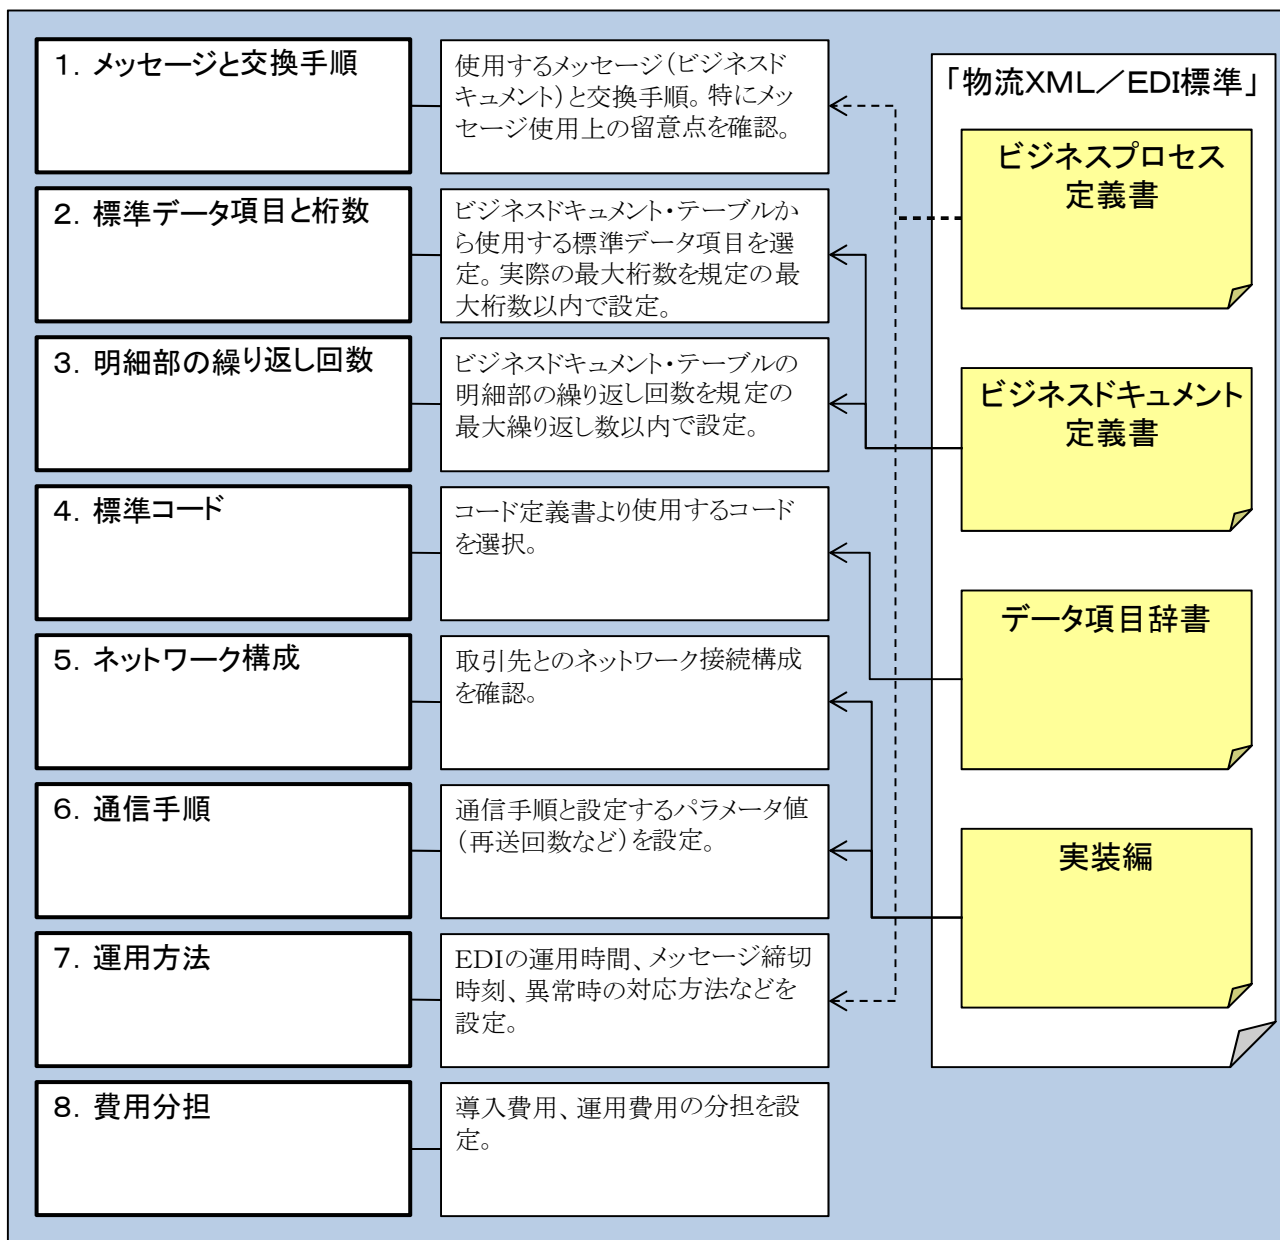 1．メッセージと交換手順
使用するメッセージ（ビジネスド
キュメント）と交換手順。特にメッ
セージ使用上の留意点を確認。
2．標準データ項目と桁数
ビジネスドキュメント・テーブルか
ら使用する標準データ項目を選
定。実際の最大桁数を規定の最
大桁数以内で設定。
3．明細部の繰り返し回数
ビジネスドキュメント・テーブルの
明細部の繰り返し回数を規定の
最大繰り返し数以内で設定。
4．標準コード
コード定義書より使用するコード
を選択。
5．ネットワーク構成
取引先とのネットワーク接続構成
を確認。
6．通信手順
通信手順と設定するパラメータ値
（再送回数など）を設定。
7．運用方法
EDIの運用時間、メッセージ締切
時刻、異常時の対応方法などを
設定。
8．費用分担
導入費用、運用費用の分担を設
定。
「物流XML／EDI標準」
ビジネスプロセス
定義書
ビジネスドキュメント
定義書
データ項目辞書
実装編